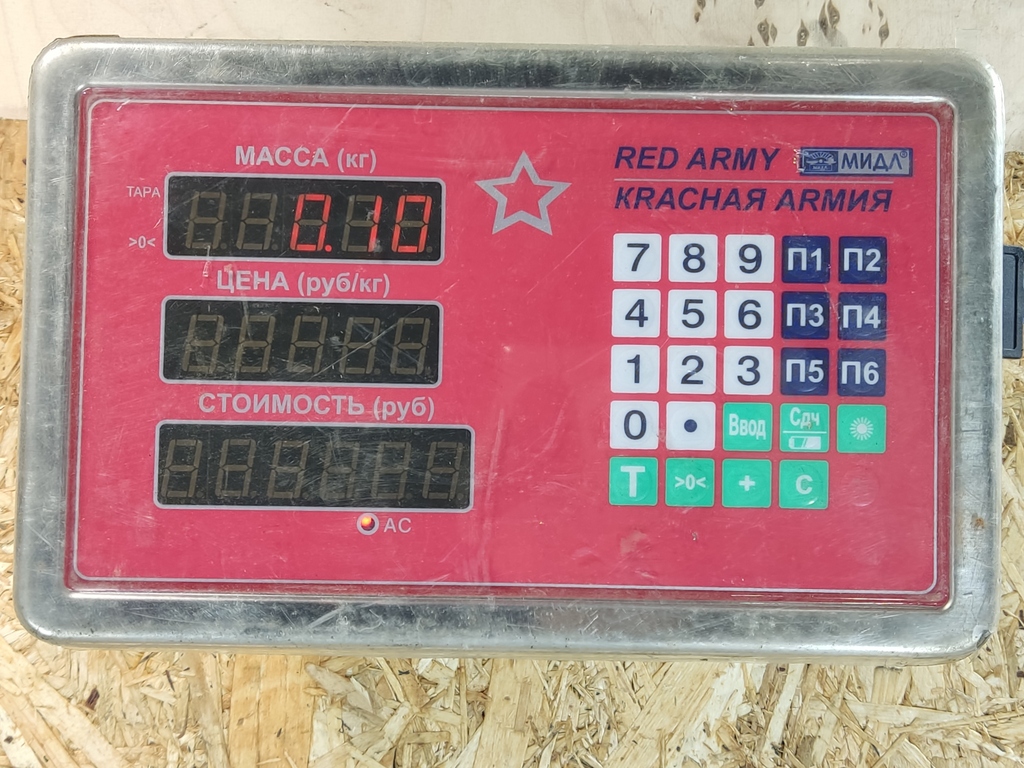 МАССА (кг)
ТАРА
0.10
>0<
ЦЕНА (руб/кг)
СТОИМОСТЬ (руб)
AC
RED ARMY МИДЛ®
КRАСНАЯ АRМИЯ
7 8 9 П1 П2
4 5 6 П3 П4
1 2 3 П5 П6
0 . Ввод Сдч
T >0< + C